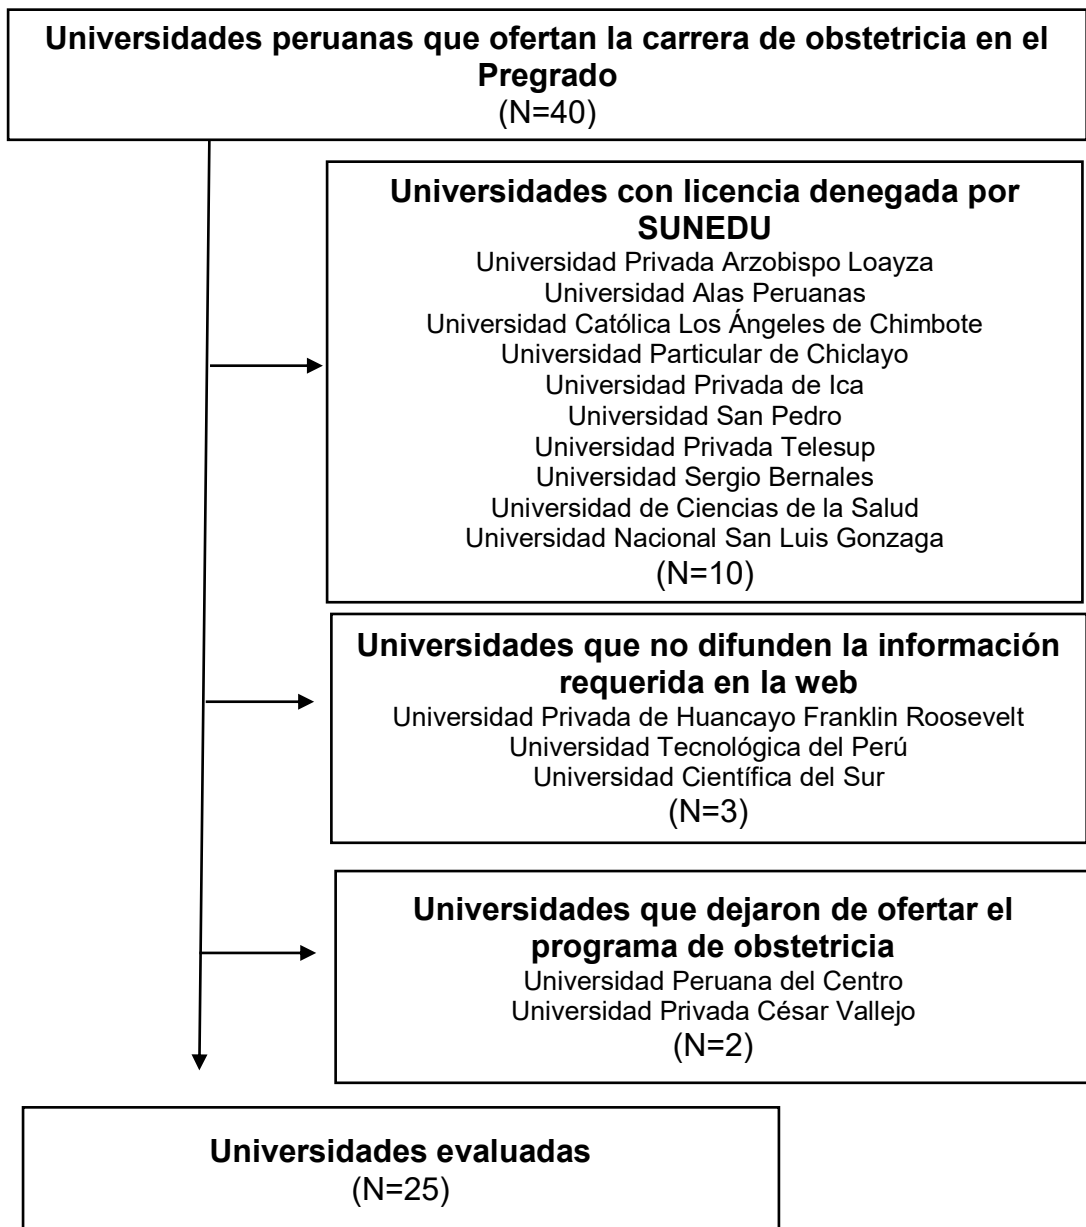 Universidades peruanas que ofertan la carrera de obstetricia en el
Pregrado
(N=40)
Universidades con licencia denegada por
SUNEDU
Universidad Privada Arzobispo Loayza
Universidad Alas Peruanas
Universidad Católica Los Ángeles de Chimbote
Universidad Particular de Chiclayo
Universidad Privada de Ica
Universidad San Pedro
Universidad Privada Telesup
Universidad Sergio Bernales
Universidad de Ciencias de la Salud
Universidad Nacional San Luis Gonzaga
(N=10)
Universidades que no difunden la información
requerida en la web
Universidad Privada de Huancayo Franklin Roosevelt
Universidad Tecnológica del Perú
Universidad Científica del Sur
(N=3)
Universidades que dejaron de ofertar el
programa de obstetricia
Universidad Peruana del Centro
Universidad Privada César Vallejo
(N=2)
Universidades evaluadas
(N=25)